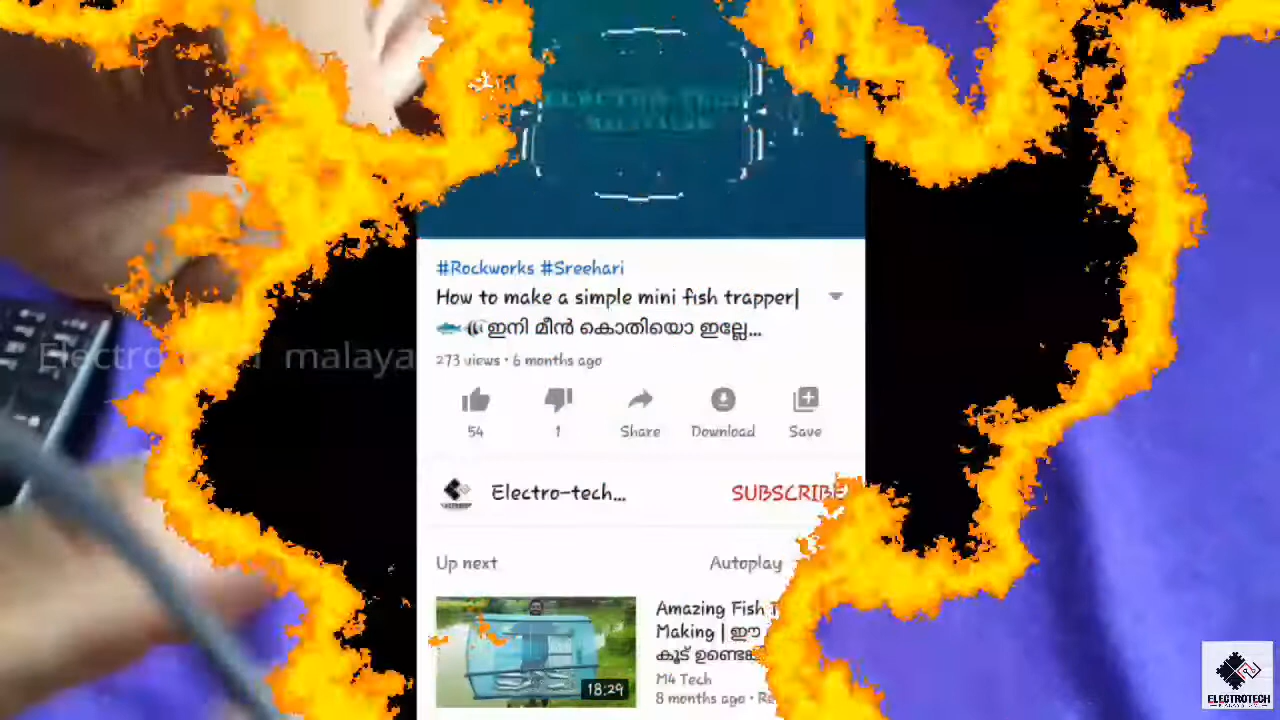 #Rockworks #Sreehari
How to make a simple mini fish trapper|
🐟🐠ഇനി മീൻ കൊതിയൊ ഇല്ലേ...
273 views • 6 months ago
54
1
Share
Download
Save
Electro-tech...
SUBSCRIBE
Up next
Autoplay
Amazing Fish
Making | ഈ
കൂട്
M4 Tech
8 months ago •
18:29
malaya
ELECTROTECH